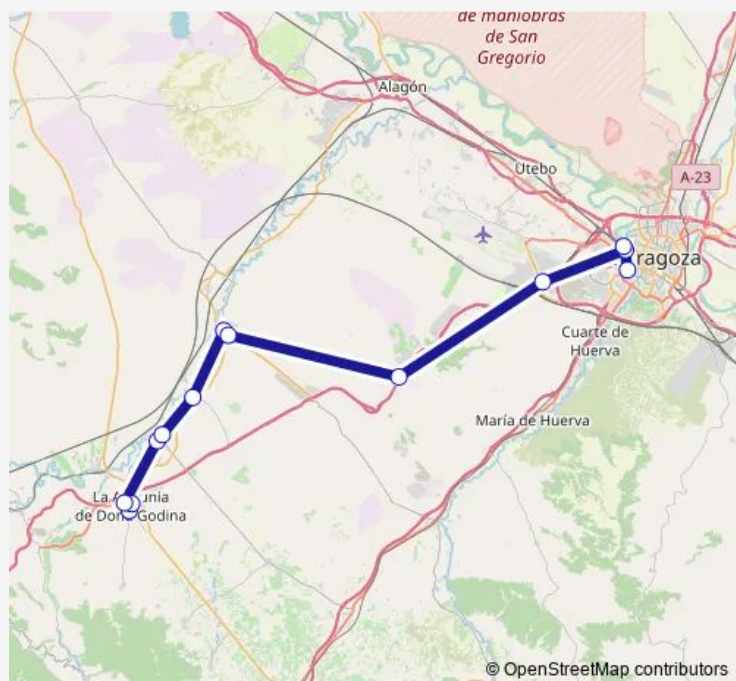 de maniobras
de San
Gregorio
Alagón
Utebo
A-23
ragoza
Cuarte de
Huerva
María de Huerva
La A unia
de Doña Godina
© OpenStreetMap contributors